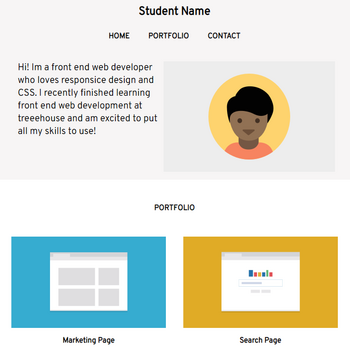 Student Name
HOME PORTFOLIO CONTACT
Hi! Im a front end web developer
who loves responsice design and
CSS. I recently finished learning
front end web development at
treeehouse and am excited to put
all my skills to use!
PORTFOLIO
Marketing Page Search Page